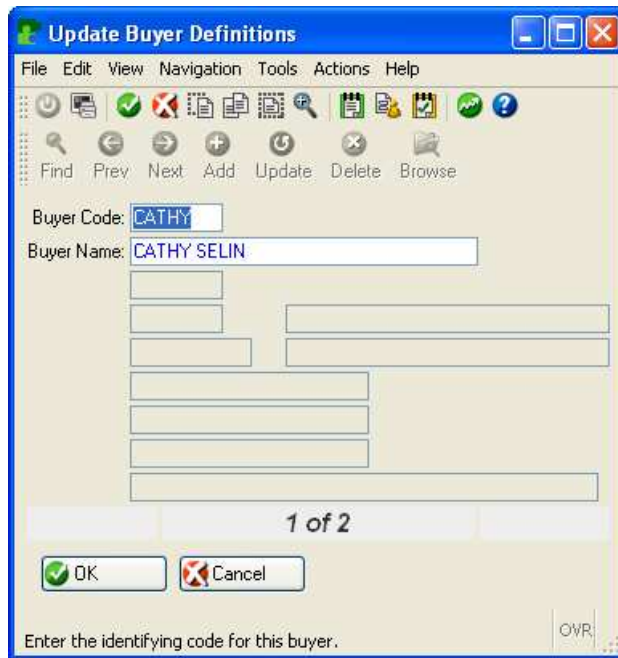 Update Buyer Definitions
File Edit View Navigation Tools Actions Help
Find Prev Next Add Update Delete Browse
Buyer Code: CATHY
Buyer Name: CATHY SELIN
1 of 2
OK Cancel
Enter the identifying code for this buyer. OVR